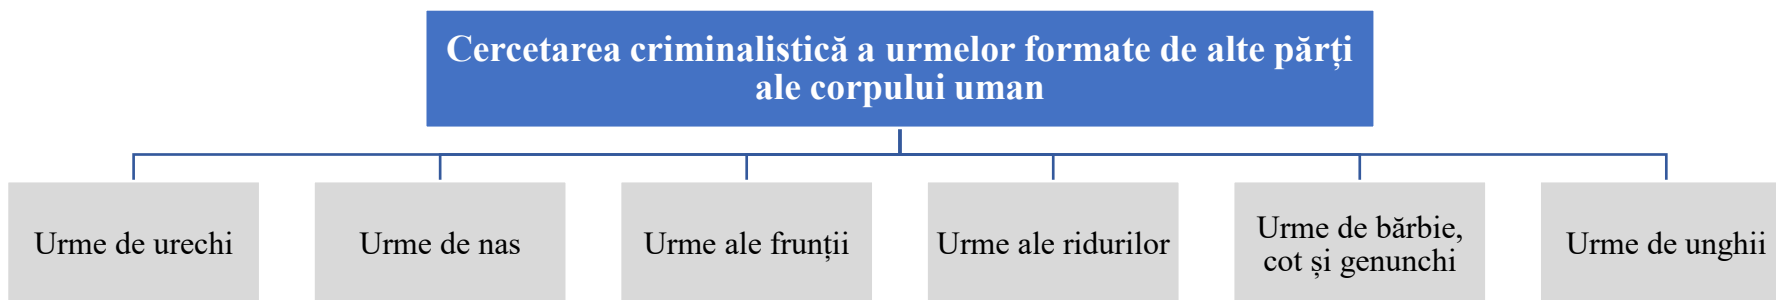 Cercetarea criminalistică a urmelor formate de alte părți
ale corpului uman
Urme de urechi
Urme de nas
Urme ale frunții
Urme ale ridurilor
Urme de bărbie,
cot și genunchi
Urme de unghii